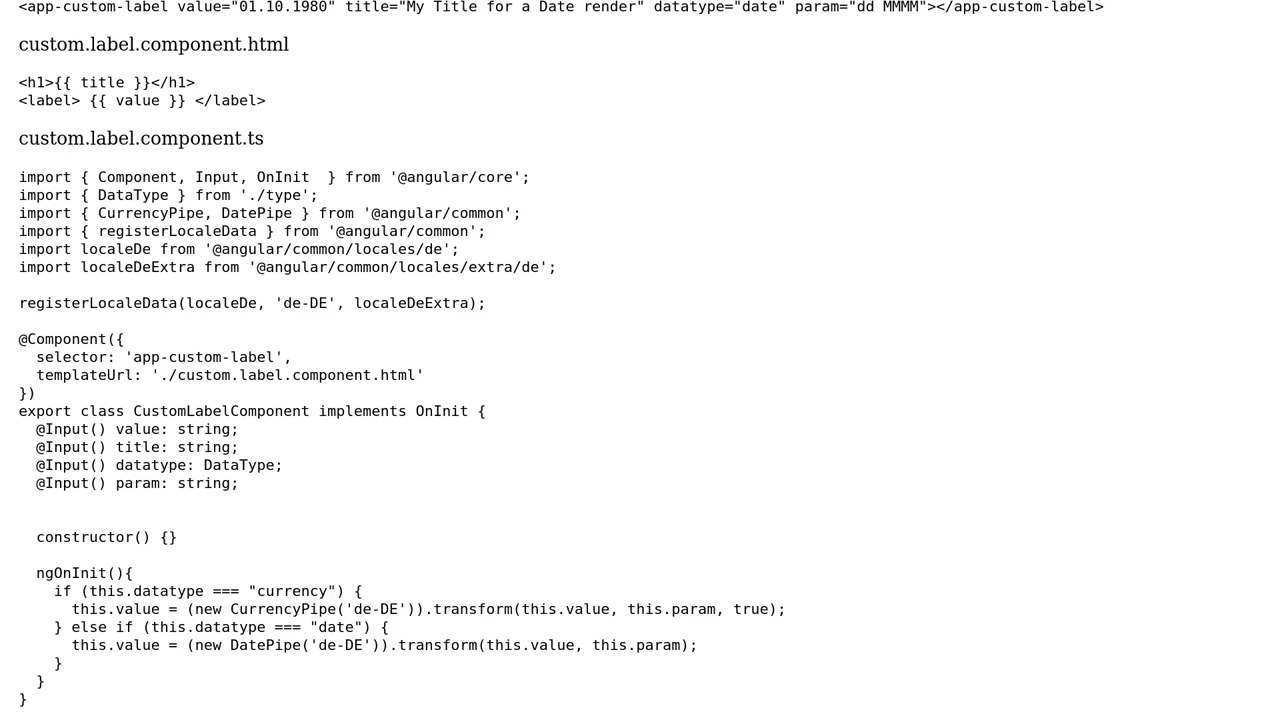 <app-custom-label value="01.10.1980" title="My Title for a Date render" datatype="date" param="dd MMMM"></app-custom-label>
custom.label.component.html
<h1>{{ title }}</h1>
<label> {{ value }} </label>
custom.label.component.ts
import { Component, Input, OnInit  } from '@angular/core';
import { DataType } from './type';
import { CurrencyPipe, DatePipe } from '@angular/common';
import { registerLocaleData } from '@angular/common';
import localeDe from '@angular/common/locales/de';
import localeDeExtra from '@angular/common/locales/extra/de';
registerLocaleData(localeDe, 'de-DE', localeDeExtra);
@Component({
  selector: 'app-custom-label',
  templateUrl: './custom.label.component.html'
})
export class CustomLabelComponent implements OnInit {
  @Input() value: string;
  @Input() title: string;
  @Input() datatype: DataType;
  @Input() param: string;
  constructor() {}
  ngOnInit(){
    if (this.datatype === "currency") {
      this.value = (new CurrencyPipe('de-DE')).transform(this.value, this.param, true);
    } else if (this.datatype === "date") {
      this.value = (new DatePipe('de-DE')).transform(this.value, this.param);
    }
  }
}